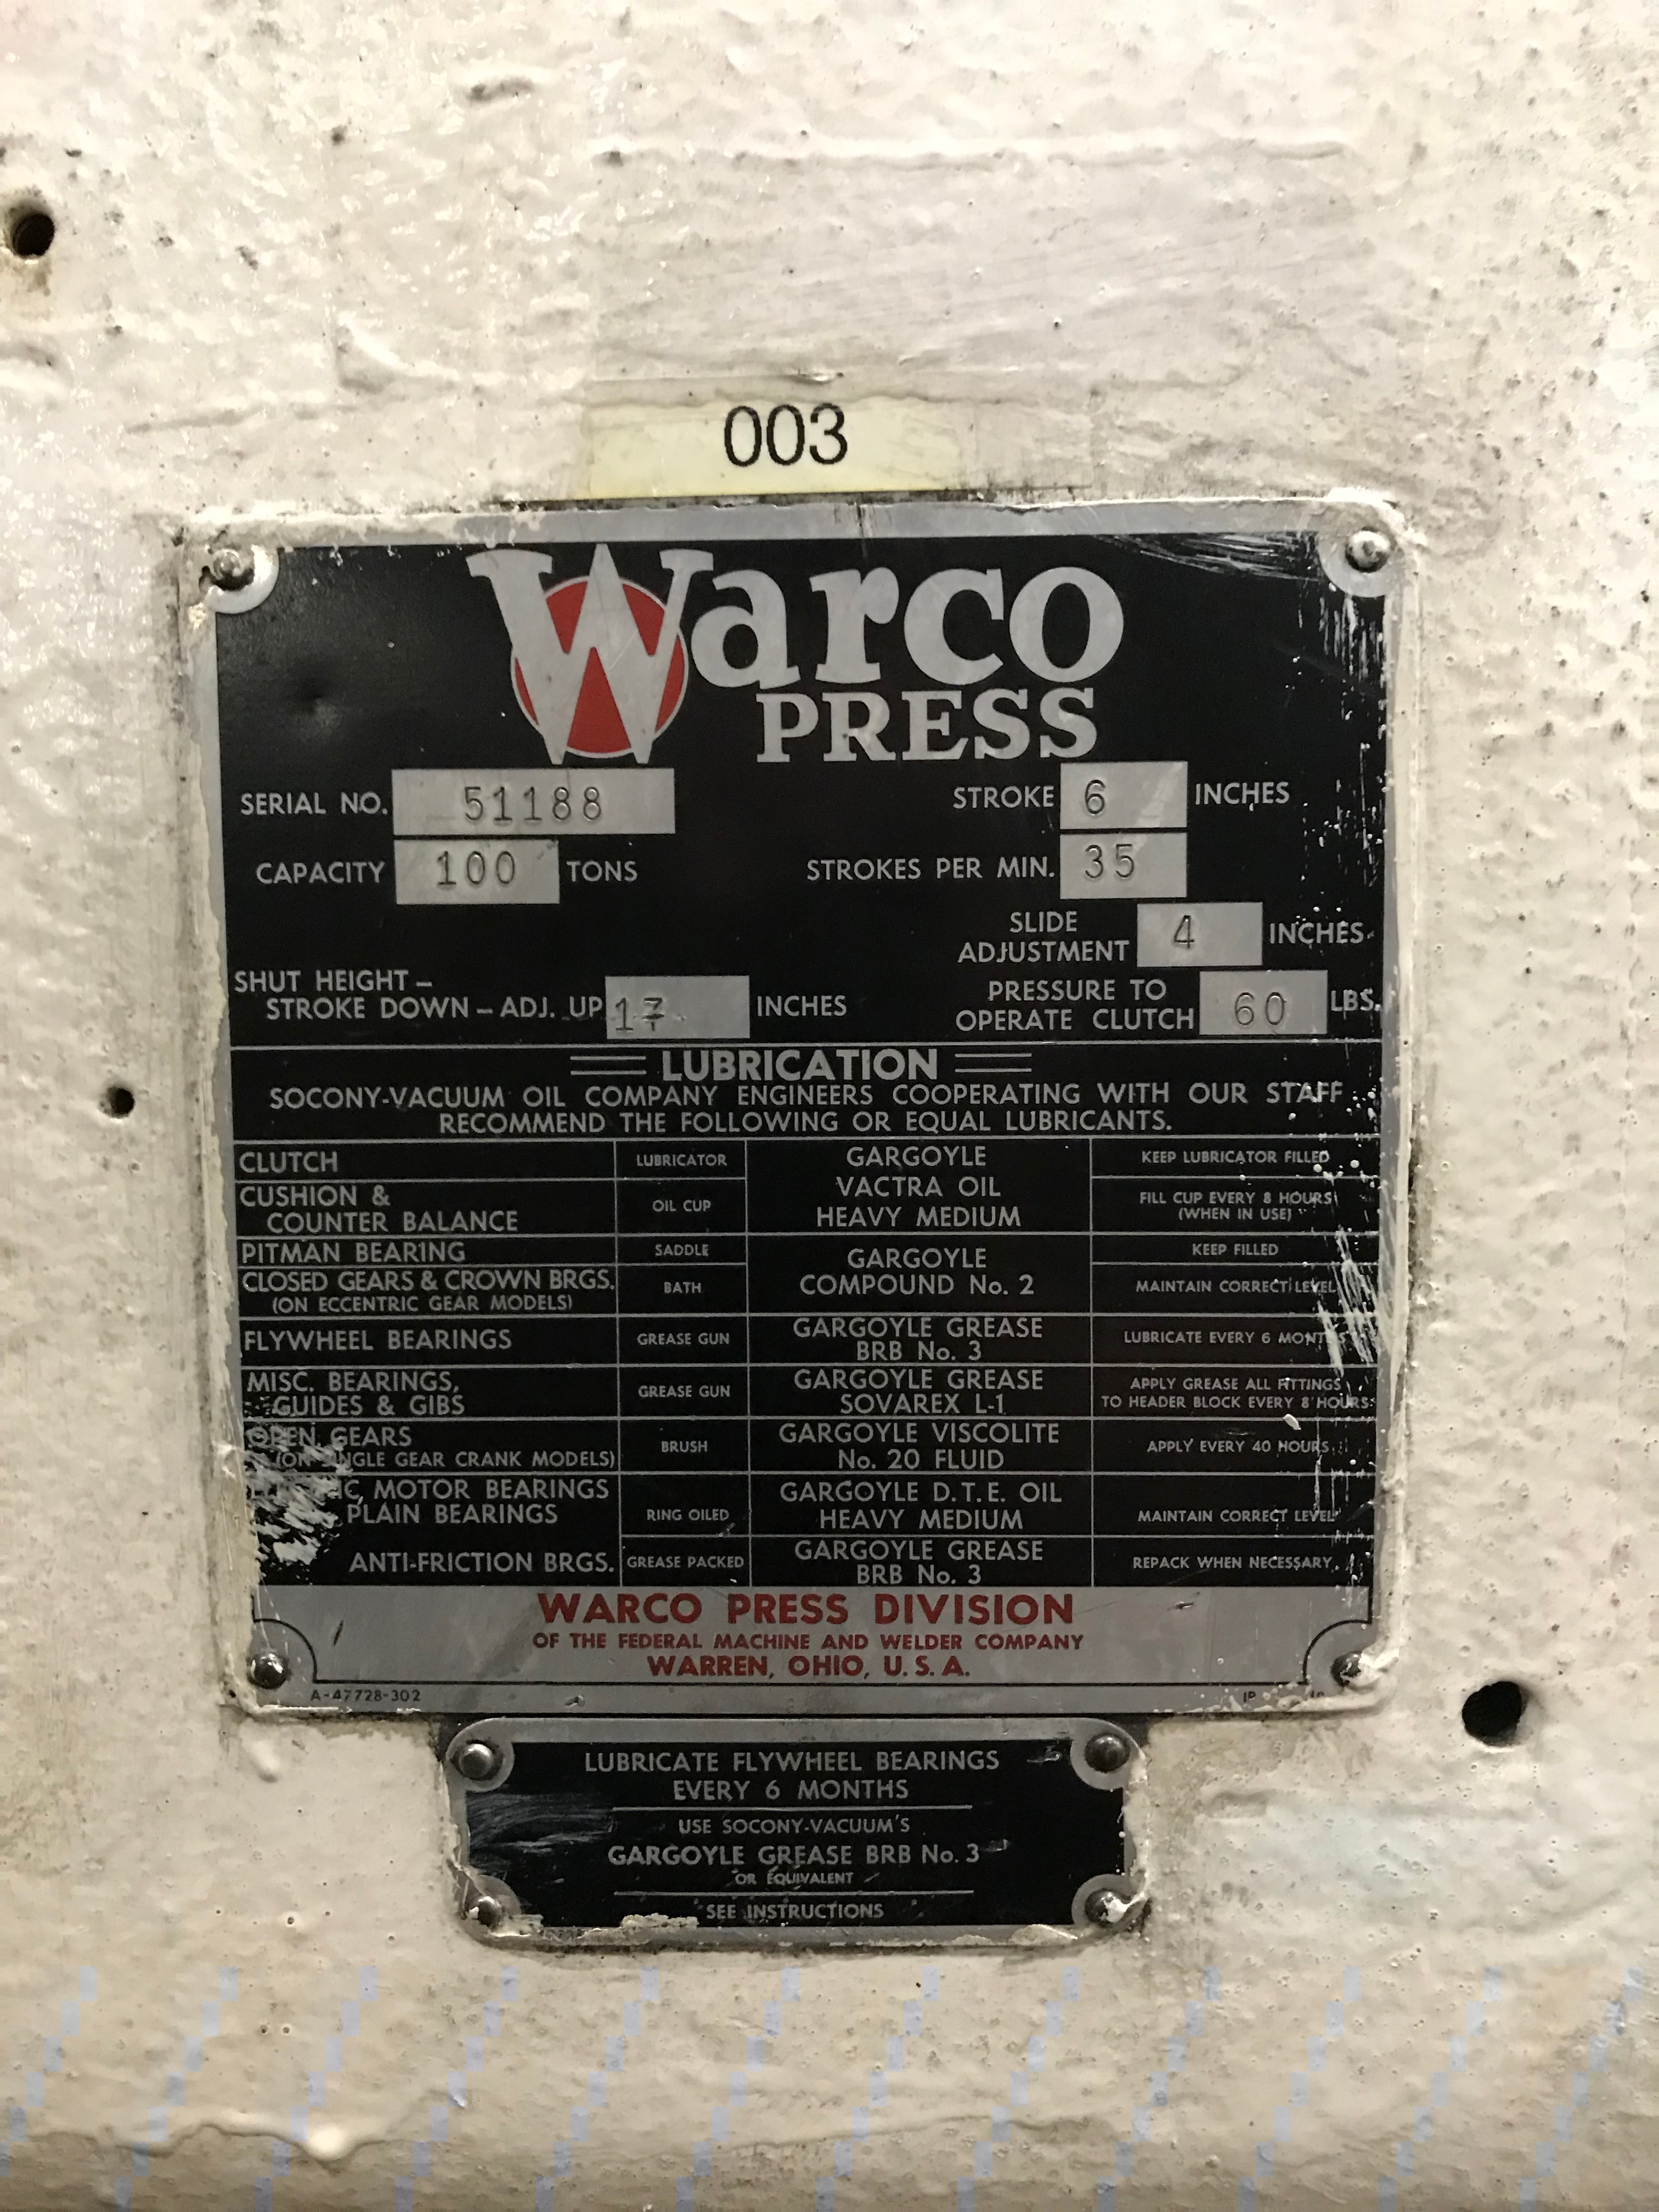 003
Warco
PRESS
SERIAL NO. 51188 STROKE 6 INCHES
CAPACITY 100 TONS STROKES PER MIN. 35
SLIDE ADJUSTMENT 4 INCHES
SHUT HEIGHT –
STROKE DOWN – ADJ. UP 17 INCHES
PRESSURE TO
OPERATE CLUTCH 60 LBS.
LUBRICATION
SOCONY-VACUUM OIL COMPANY ENGINEERS COOPERATING WITH OUR STAFF
RECOMMEND THE FOLLOWING OR EQUAL LUBRICANTS.
CLUTCH LUBRICATOR GARGOYLE VACTRA OIL HEAVY MEDIUM KEEP LUBRICATOR FILLED
CUSHION & COUNTER BALANCE OIL CUP FILL CUP EVERY 8 HOURS (WHEN IN USE)
PITMAN BEARING SADDLE GARGOYLE COMPOUND No. 2 KEEP FILLED
CLOSED GEARS & CROWN BRGS. (ON ECCENTRIC GEAR MODELS) BATH MAINTAIN CORRECT LEVEL
FLYWHEEL BEARINGS GREASE GUN GARGOYLE GREASE BRB No. 3 LUBRICATE EVERY 6
MISC. BEARINGS, GUIDES & GIBS GREASE GUN GARGOYLE GREASE SOVAREX L-1 APPLY GREASE ALL FITTINGS TO HEADER BLOCK EVERY 8 HOURS
OPEN GEARS (ON SINGLE GEAR CRANK MODELS) BRUSH GARGOYLE VISCOLITE No. 20 FLUID APPLY EVERY 40 HOURS
MOTOR BEARINGS
PLAIN BEARINGS RING OILED GARGOYLE D.T.E. OIL HEAVY MEDIUM MAINTAIN CORRECT LEVEL
ANTI-FRICTION BRGS. GREASE PACKED GARGOYLE GREASE BRB No. 3 REPACK WHEN NECESSARY
WARCO PRESS DIVISION
OF THE FEDERAL MACHINE AND WELDER COMPANY
WARREN, OHIO, U.S.A.
A-47728-302
LUBRICATE FLYWHEEL BEARINGS
EVERY 6 MONTHS
USE SOCONY-VACUUM'S
GARGOYLE GREASE BRB No. 3
OR EQUIVALENT
SEE INSTRUCTIONS